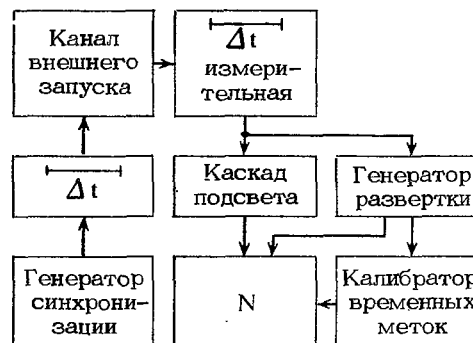 Канал
внешнего
запуска
Δt
измери-
тельная
Δt
Каскад
подсвета
Генератор
развертки
Генератор
синхрони-
зации
N
Калибратор
временных
меток